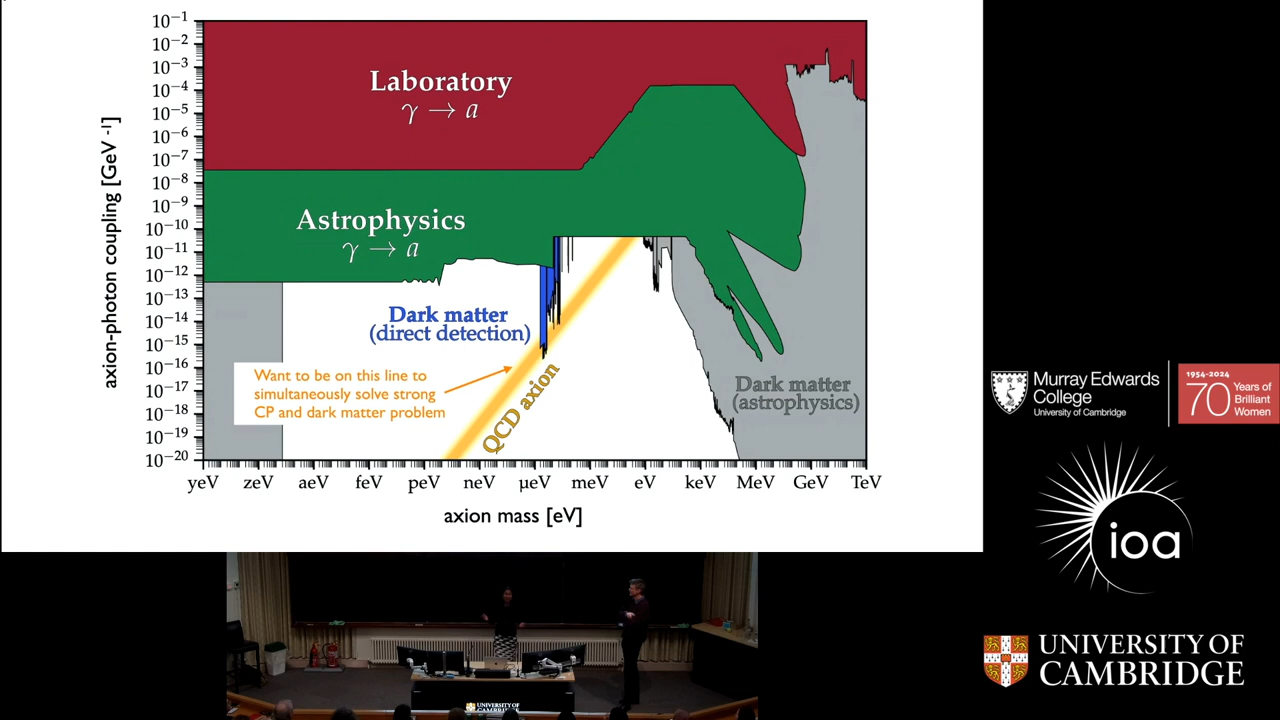 10⁻¹
10⁻²
10⁻³
10⁻⁴
10⁻⁵
10⁻⁶
10⁻⁷
10⁻⁸
10⁻⁹
10⁻¹⁰
10⁻¹¹
10⁻¹²
10⁻¹³
10⁻¹⁴
10⁻¹⁵
10⁻¹⁶
10⁻¹⁷
10⁻¹⁸
10⁻¹⁹
10⁻²⁰
axion-photon coupling [GeV ⁻¹]
Laboratory
γ → a
Astrophysics
γ → a
Dark matter
(direct detection)
Want to be on this line to
simultaneously solve strong
CP and dark matter problem
QCD axion
Dark matter
(astrophysics)
yeV zeV aeV feV peV neV μeV meV eV keV MeV GeV TeV
axion mass [eV]
Murray Edwards
College
University of Cambridge
1954-2024
70 Years of
Brilliant
Women
ioa
UNIVERSITY OF
CAMBRIDGE
UNIVERSITY OF
CAMBRIDGE